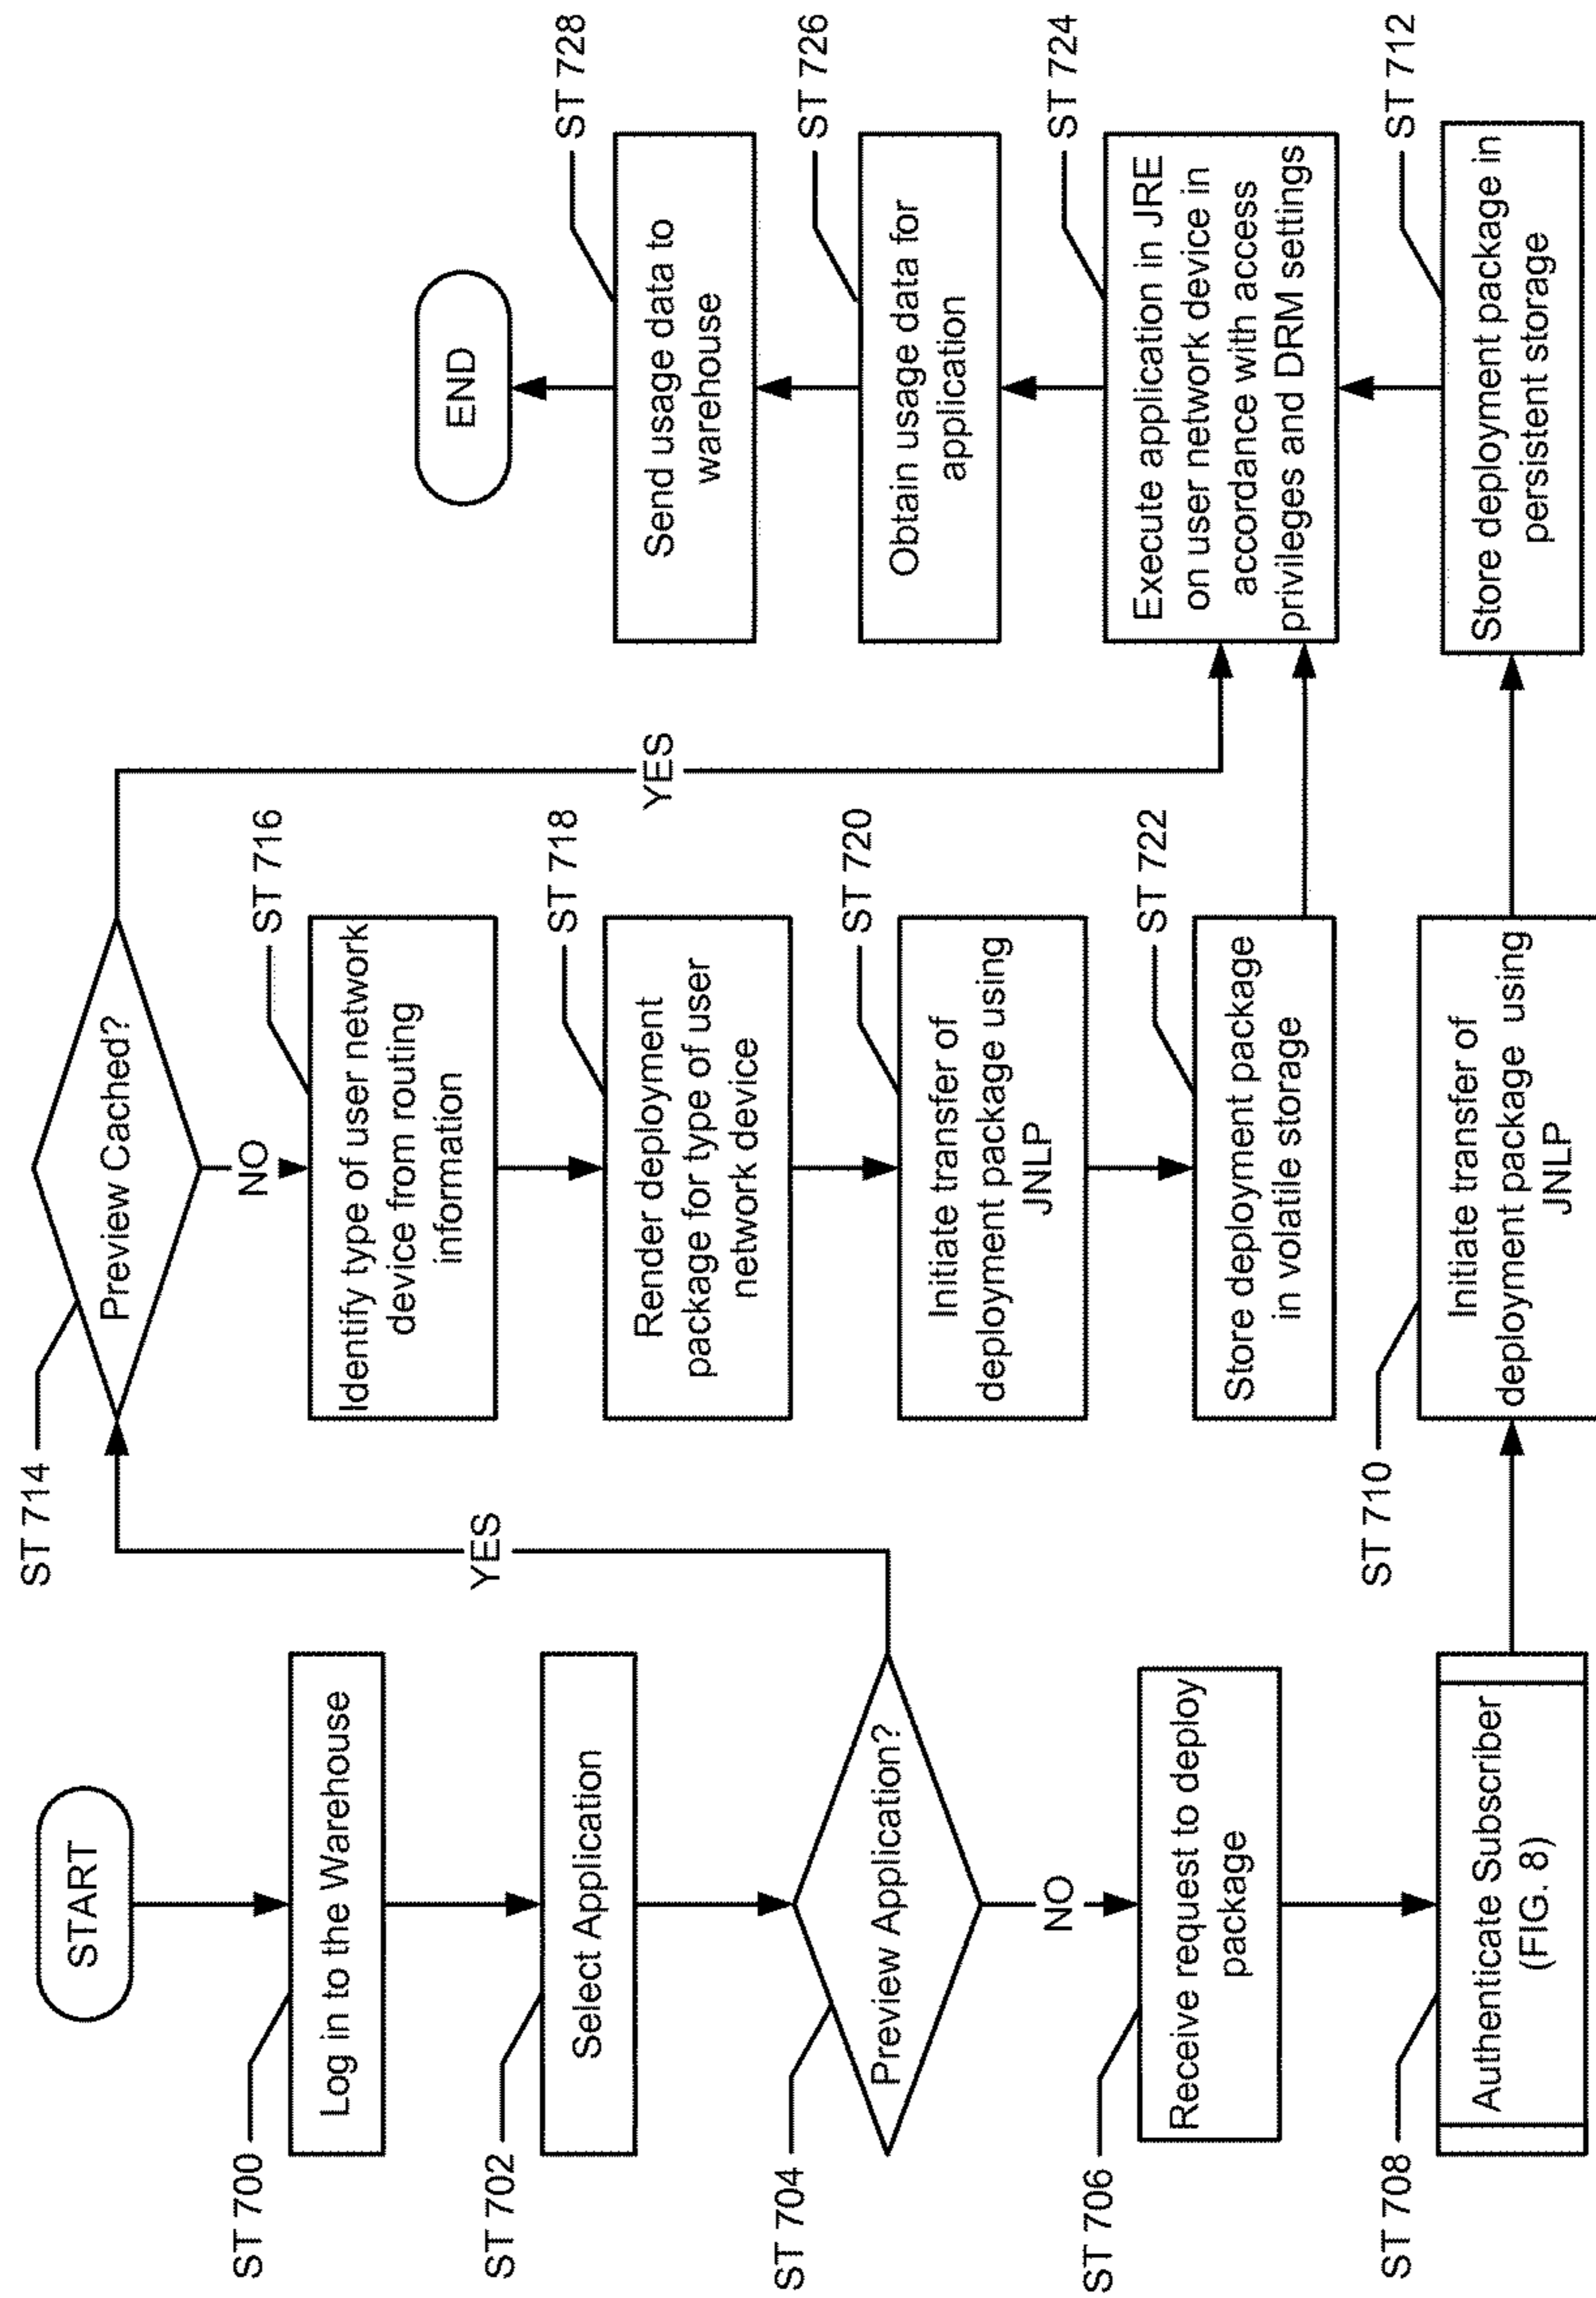 START
ST 700
Log in to the Warehouse
ST 702
Select Application
ST 704
Preview Application?
YES
NO
ST 706
Receive request to deploy
package
ST 708
Authenticate Subscriber
(FIG. 8)
ST 710
Initiate transfer of
deployment package using
JNLP
ST 712
Store deployment package in
persistent storage
ST 714
Preview Cached?
YES
NO
ST 716
Identify type of user network
device from routing
information
ST 718
Render deployment
package for type of user
network device
ST 720
Initiate transfer of
deployment package using
JNLP
ST 722
Store deployment package
in volatile storage
ST 724
Execute application in JRE
on user network device in
accordance with access
privileges and DRM settings
ST 726
Obtain usage data for
application
ST 728
Send usage data to
warehouse
END